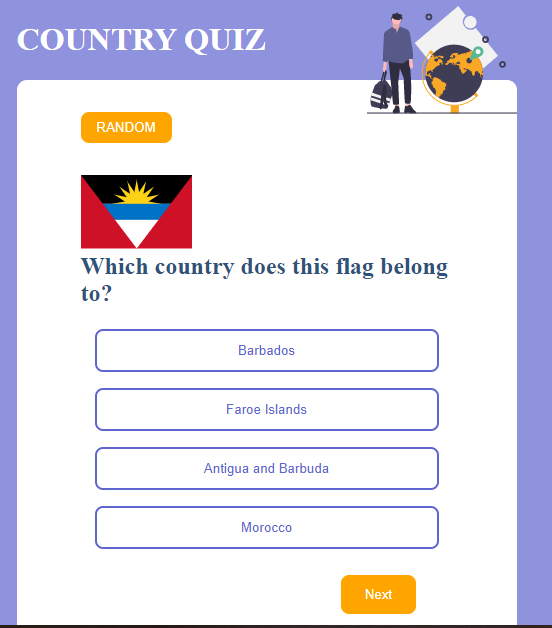 COUNTRY QUIZ
RANDOM
Which country does this flag belong
to?
Barbados
Faroe Islands
Antigua and Barbuda
Morocco
Next